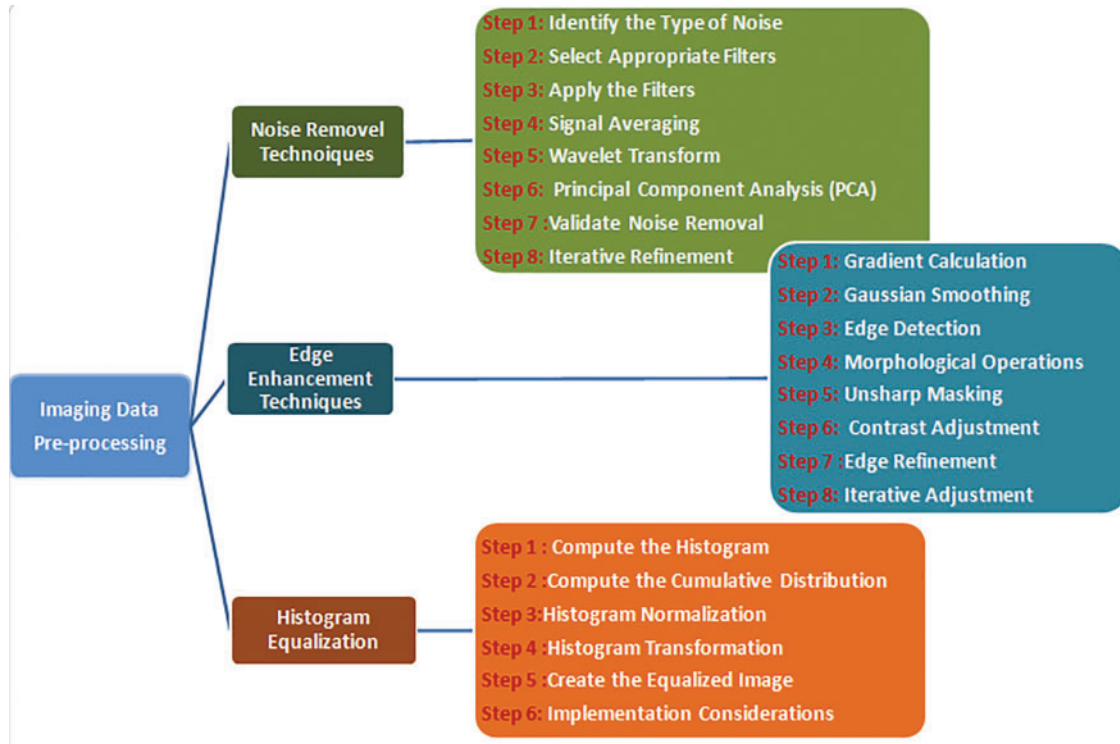 Imaging Data
Pre-processing
Noise Removel
Technoiques
Step 1: Identify the Type of Noise
Step 2: Select Appropriate Filters
Step 3: Apply the Filters
Step 4: Signal Averaging
Step 5: Wavelet Transform
Step 6: Principal Component Analysis (PCA)
Step 7 :Validate Noise Removal
Step 8: Iterative Refinement
Edge
Enhancement
Techniques
Step 1: Gradient Calculation
Step 2: Gaussian Smoothing
Step 3: Edge Detection
Step 4: Morphological Operations
Step 5: Unsharp Masking
Step 6: Contrast Adjustment
Step 7 :Edge Refinement
Step 8: Iterative Adjustment
Histogram
Equalization
Step 1 : Compute the Histogram
Step 2 :Compute the Cumulative Distribution
Step 3:Histogram Normalization
Step 4 :Histogram Transformation
Step 5 :Create the Equalized Image
Step 6: Implementation Considerations